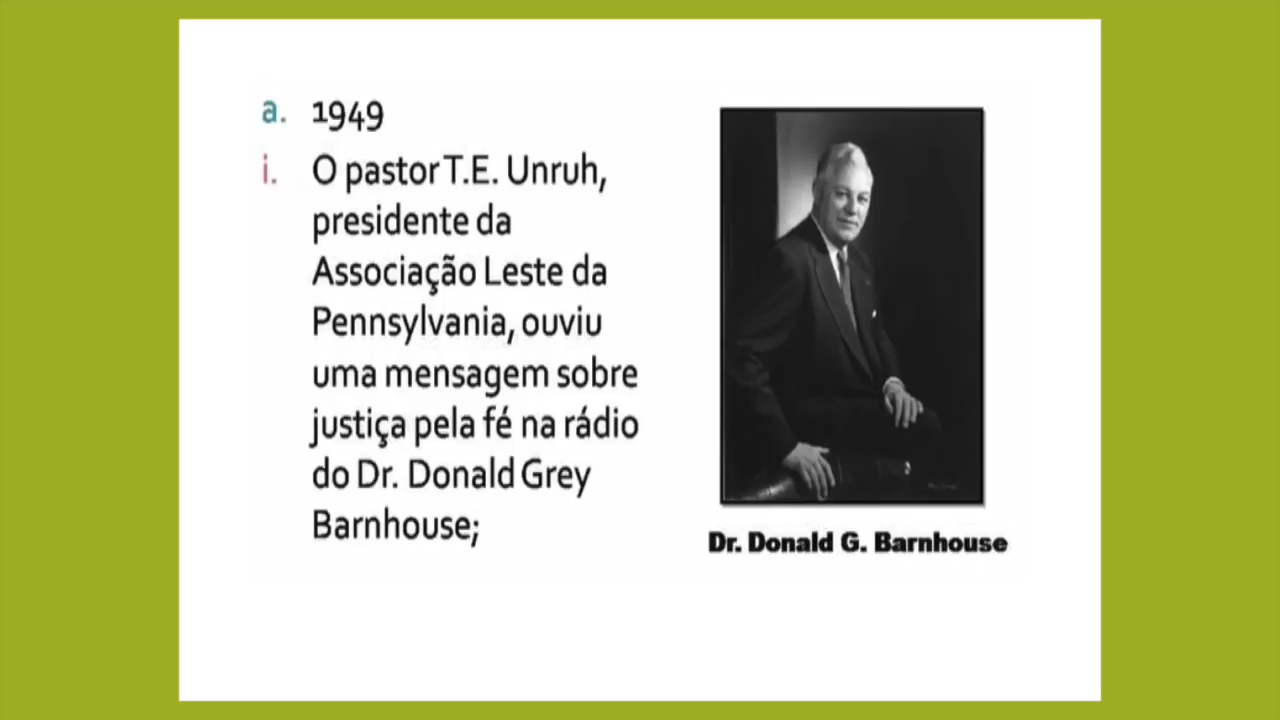 a. 1949
i. O pastor T.E. Unruh,
presidente da
Associação Leste da
Pennsylvania, ouviu
uma mensagem sobre
justiça pela fé na rádio
do Dr. Donald Grey
Barnhouse;
Dr. Donald G. Barnhouse